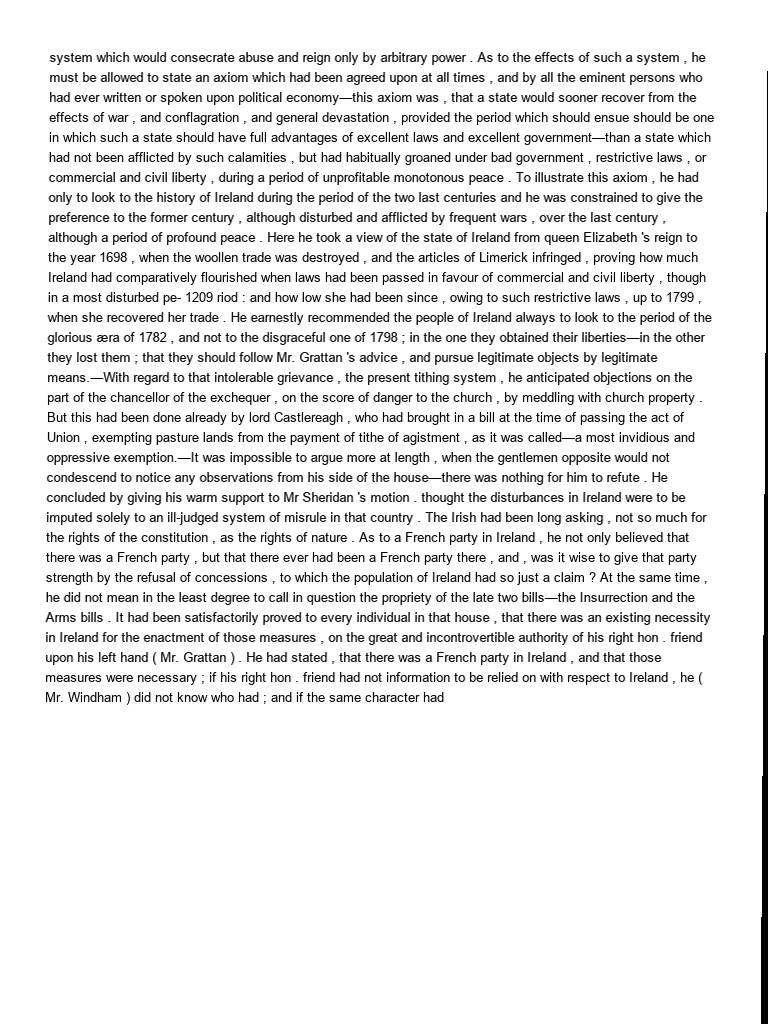 system which would consecrate abuse and reign only by arbitrary power . As to the effects of such a system , he
must be allowed to state an axiom which had been agreed upon at all times , and by all the eminent persons who
had ever written or spoken upon political economy—this axiom was , that a state would sooner recover from the
effects of war , and conflagration , and general devastation , provided the period which should ensue should be one
in which such a state should have full advantages of excellent laws and excellent government—than a state which
had not been afflicted by such calamities , but had habitually groaned under bad government , restrictive laws , or
commercial and civil liberty , during a period of unprofitable monotonous peace . To illustrate this axiom , he had
only to look to the history of Ireland during the period of the two last centuries and he was constrained to give the
preference to the former century , although disturbed and afflicted by frequent wars , over the last century ,
although a period of profound peace . Here he took a view of the state of Ireland from queen Elizabeth 's reign to
the year 1698 , when the woollen trade was destroyed , and the articles of Limerick infringed , proving how much
Ireland had comparatively flourished when laws had been passed in favour of commercial and civil liberty , though
in a most disturbed pe- 1209 riod : and how low she had been since , owing to such restrictive laws , up to 1799 ,
when she recovered her trade . He earnestly recommended the people of Ireland always to look to the period of the
glorious æra of 1782 , and not to the disgraceful one of 1798 ; in the one they obtained their liberties—in the other
they lost them ; that they should follow Mr. Grattan 's advice , and pursue legitimate objects by legitimate
means.—With regard to that intolerable grievance , the present tithing system , he anticipated objections on the
part of the chancellor of the exchequer , on the score of danger to the church , by meddling with church property .
But this had been done already by lord Castlereagh , who had brought in a bill at the time of passing the act of
Union , exempting pasture lands from the payment of tithe of agistment , as it was called—a most invidious and
oppressive exemption.—It was impossible to argue more at length , when the gentlemen opposite would not
condescend to notice any observations from his side of the house—there was nothing for him to refute . He
concluded by giving his warm support to Mr Sheridan 's motion . thought the disturbances in Ireland were to be
imputed solely to an ill-judged system of misrule in that country . The Irish had been long asking , not so much for
the rights of the constitution , as the rights of nature . As to a French party in Ireland , he not only believed that
there was a French party , but that there ever had been a French party there , and , was it wise to give that party
strength by the refusal of concessions , to which the population of Ireland had so just a claim ? At the same time ,
he did not mean in the least degree to call in question the propriety of the late two bills—the Insurrection and the
Arms bills . It had been satisfactorily proved to every individual in that house , that there was an existing necessity
in Ireland for the enactment of those measures , on the great and incontrovertible authority of his right hon . friend
upon his left hand ( Mr. Grattan ) . He had stated , that there was a French party in Ireland , and that those
measures were necessary ; if his right hon . friend had not information to be relied on with respect to Ireland , he (
Mr. Windham ) did not know who had ; and if the same character had